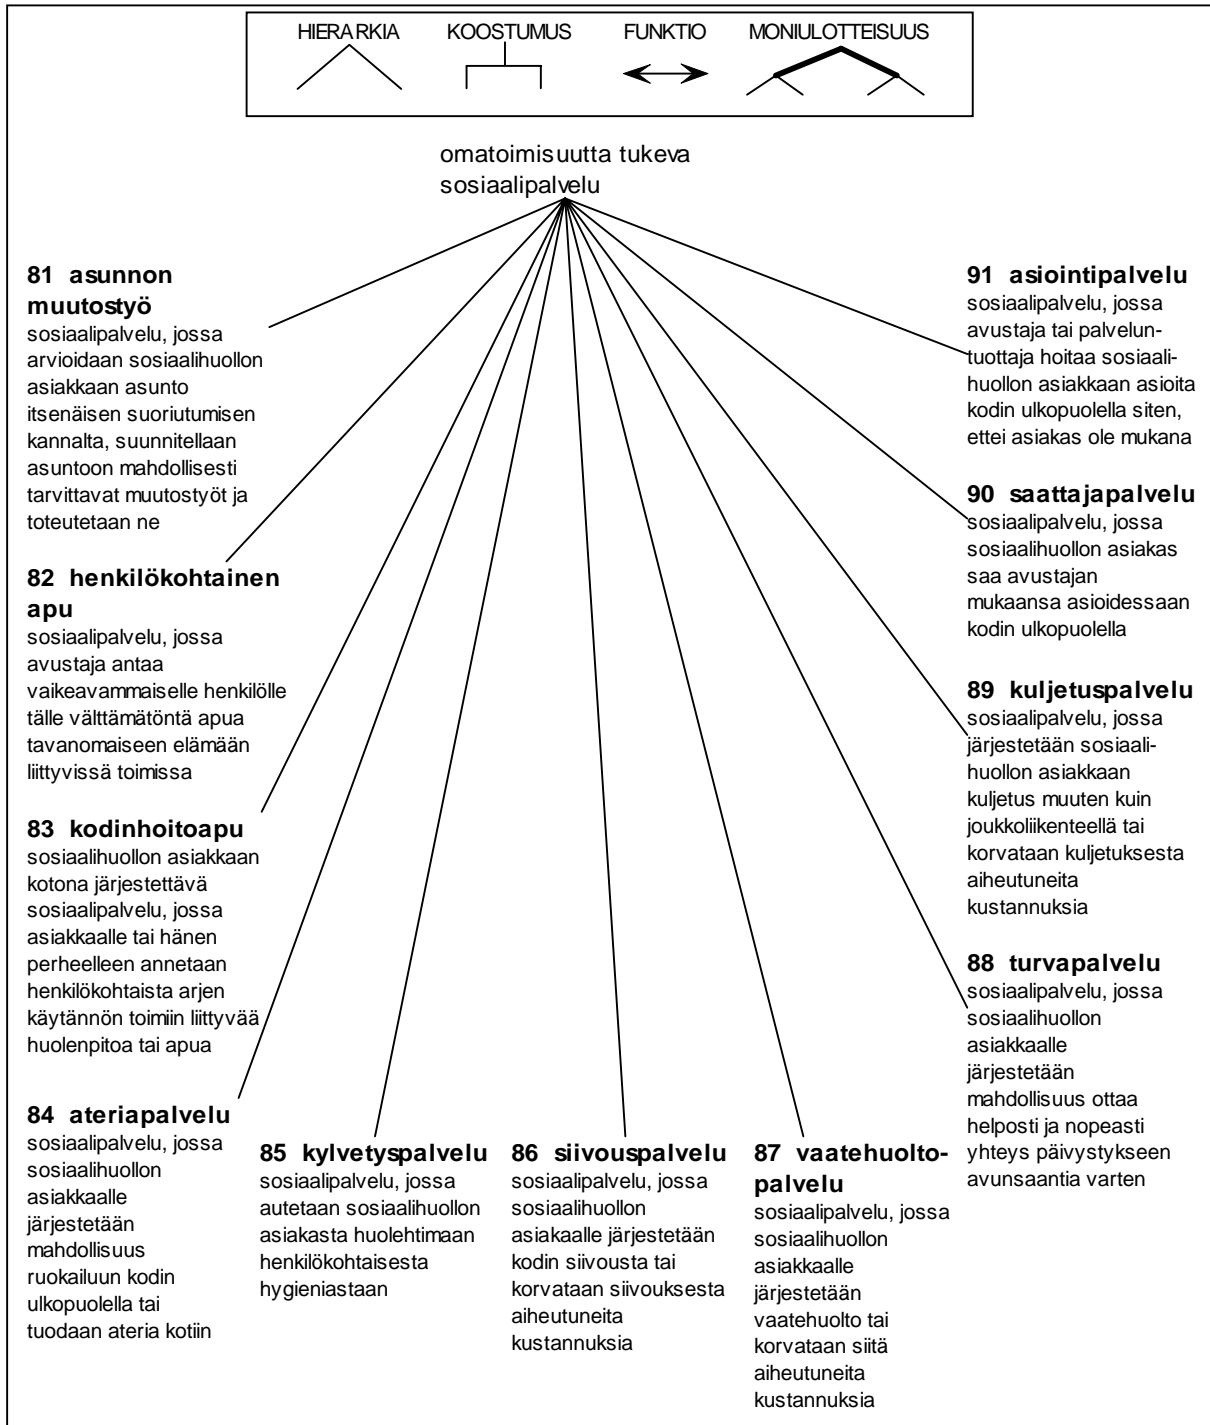 HIERARKIA KOOSTUMUS FUNKTIO MONIULOTTEISUUS
omatoimisuutta tukeva
sosiaalipalvelu
81 asunnon
muutostyö
sosiaalipalvelu, jossa
arvioidaan sosiaalihuollon
asiakkaan asunto
itsenäisen suoriutumisen
kannalta, suunnitellaan
asuntoon mahdollisesti
tarvittavat muutostyöt ja
toteutetaan ne
82 henkilökohtainen
apu
sosiaalipalvelu, jossa
avustaja antaa
vaikeavammaiselle henkilölle
tälle välttämätöntä apua
tavanomaiseen elämään
liittyvissä toimissa
83 kodinhoitoapu
sosiaalihuollon asiakkaan
kotona järjestettävä
sosiaalipalvelu, jossa
asiakkaalle tai hänen
perheelleen annetaan
henkilökohtaista arjen
käytännön toimiin liittyvää
huolenpitoa tai apua
84 ateriapalvelu
sosiaalipalvelu, jossa
sosiaalihuollon
asiakkaalle
järjestetään
mahdollisuus
ruokailuun kodin
ulkopuolella tai
tuodaan ateria kotiin
85 kylvetyspalvelu
sosiaalipalvelu, jossa
autetaan sosiaalihuollon
asiakasta huolehtimaan
henkilökohtaisesta
hygieniastaan
86 siivouspalvelu
sosiaalipalvelu, jossa
sosiaalihuollon
asiakaalle järjestetään
kodin siivousta tai
korvataan siivouksesta
aiheutuneita
kustannuksia
87 vaatehuolto-
palvelu
sosiaalipalvelu, jossa
sosiaalihuollon
asiakkaalle
järjestetään
vaatehuolto tai
korvataan siitä
aiheutuneita
kustannuksia
91 asiointipalvelu
sosiaalipalvelu, jossa
avustaja tai palvelun-
tuottaja hoitaa sosiaali-
huollon asiakkaan asioita
kodin ulkopuolella siten,
ettei asiakas ole mukana
90 saattajapalvelu
sosiaalipalvelu, jossa
sosiaalihuollon asiakas
saa avustajan
mukaansa asioidessaan
kodin ulkopuolella
89 kuljetuspalvelu
sosiaalipalvelu, jossa
järjestetään sosiaali-
huollon asiakkaan
kuljetus muuten kuin
joukkoliikenteellä tai
korvataan kuljetuksesta
aiheutuneita
kustannuksia
88 turvapalvelu
sosiaalipalvelu, jossa
sosiaalihuollon
asiakkaalle
järjestetään
mahdollisuus ottaa
helposti ja nopeasti
yhteys päivystykseen
avunsaantia varten